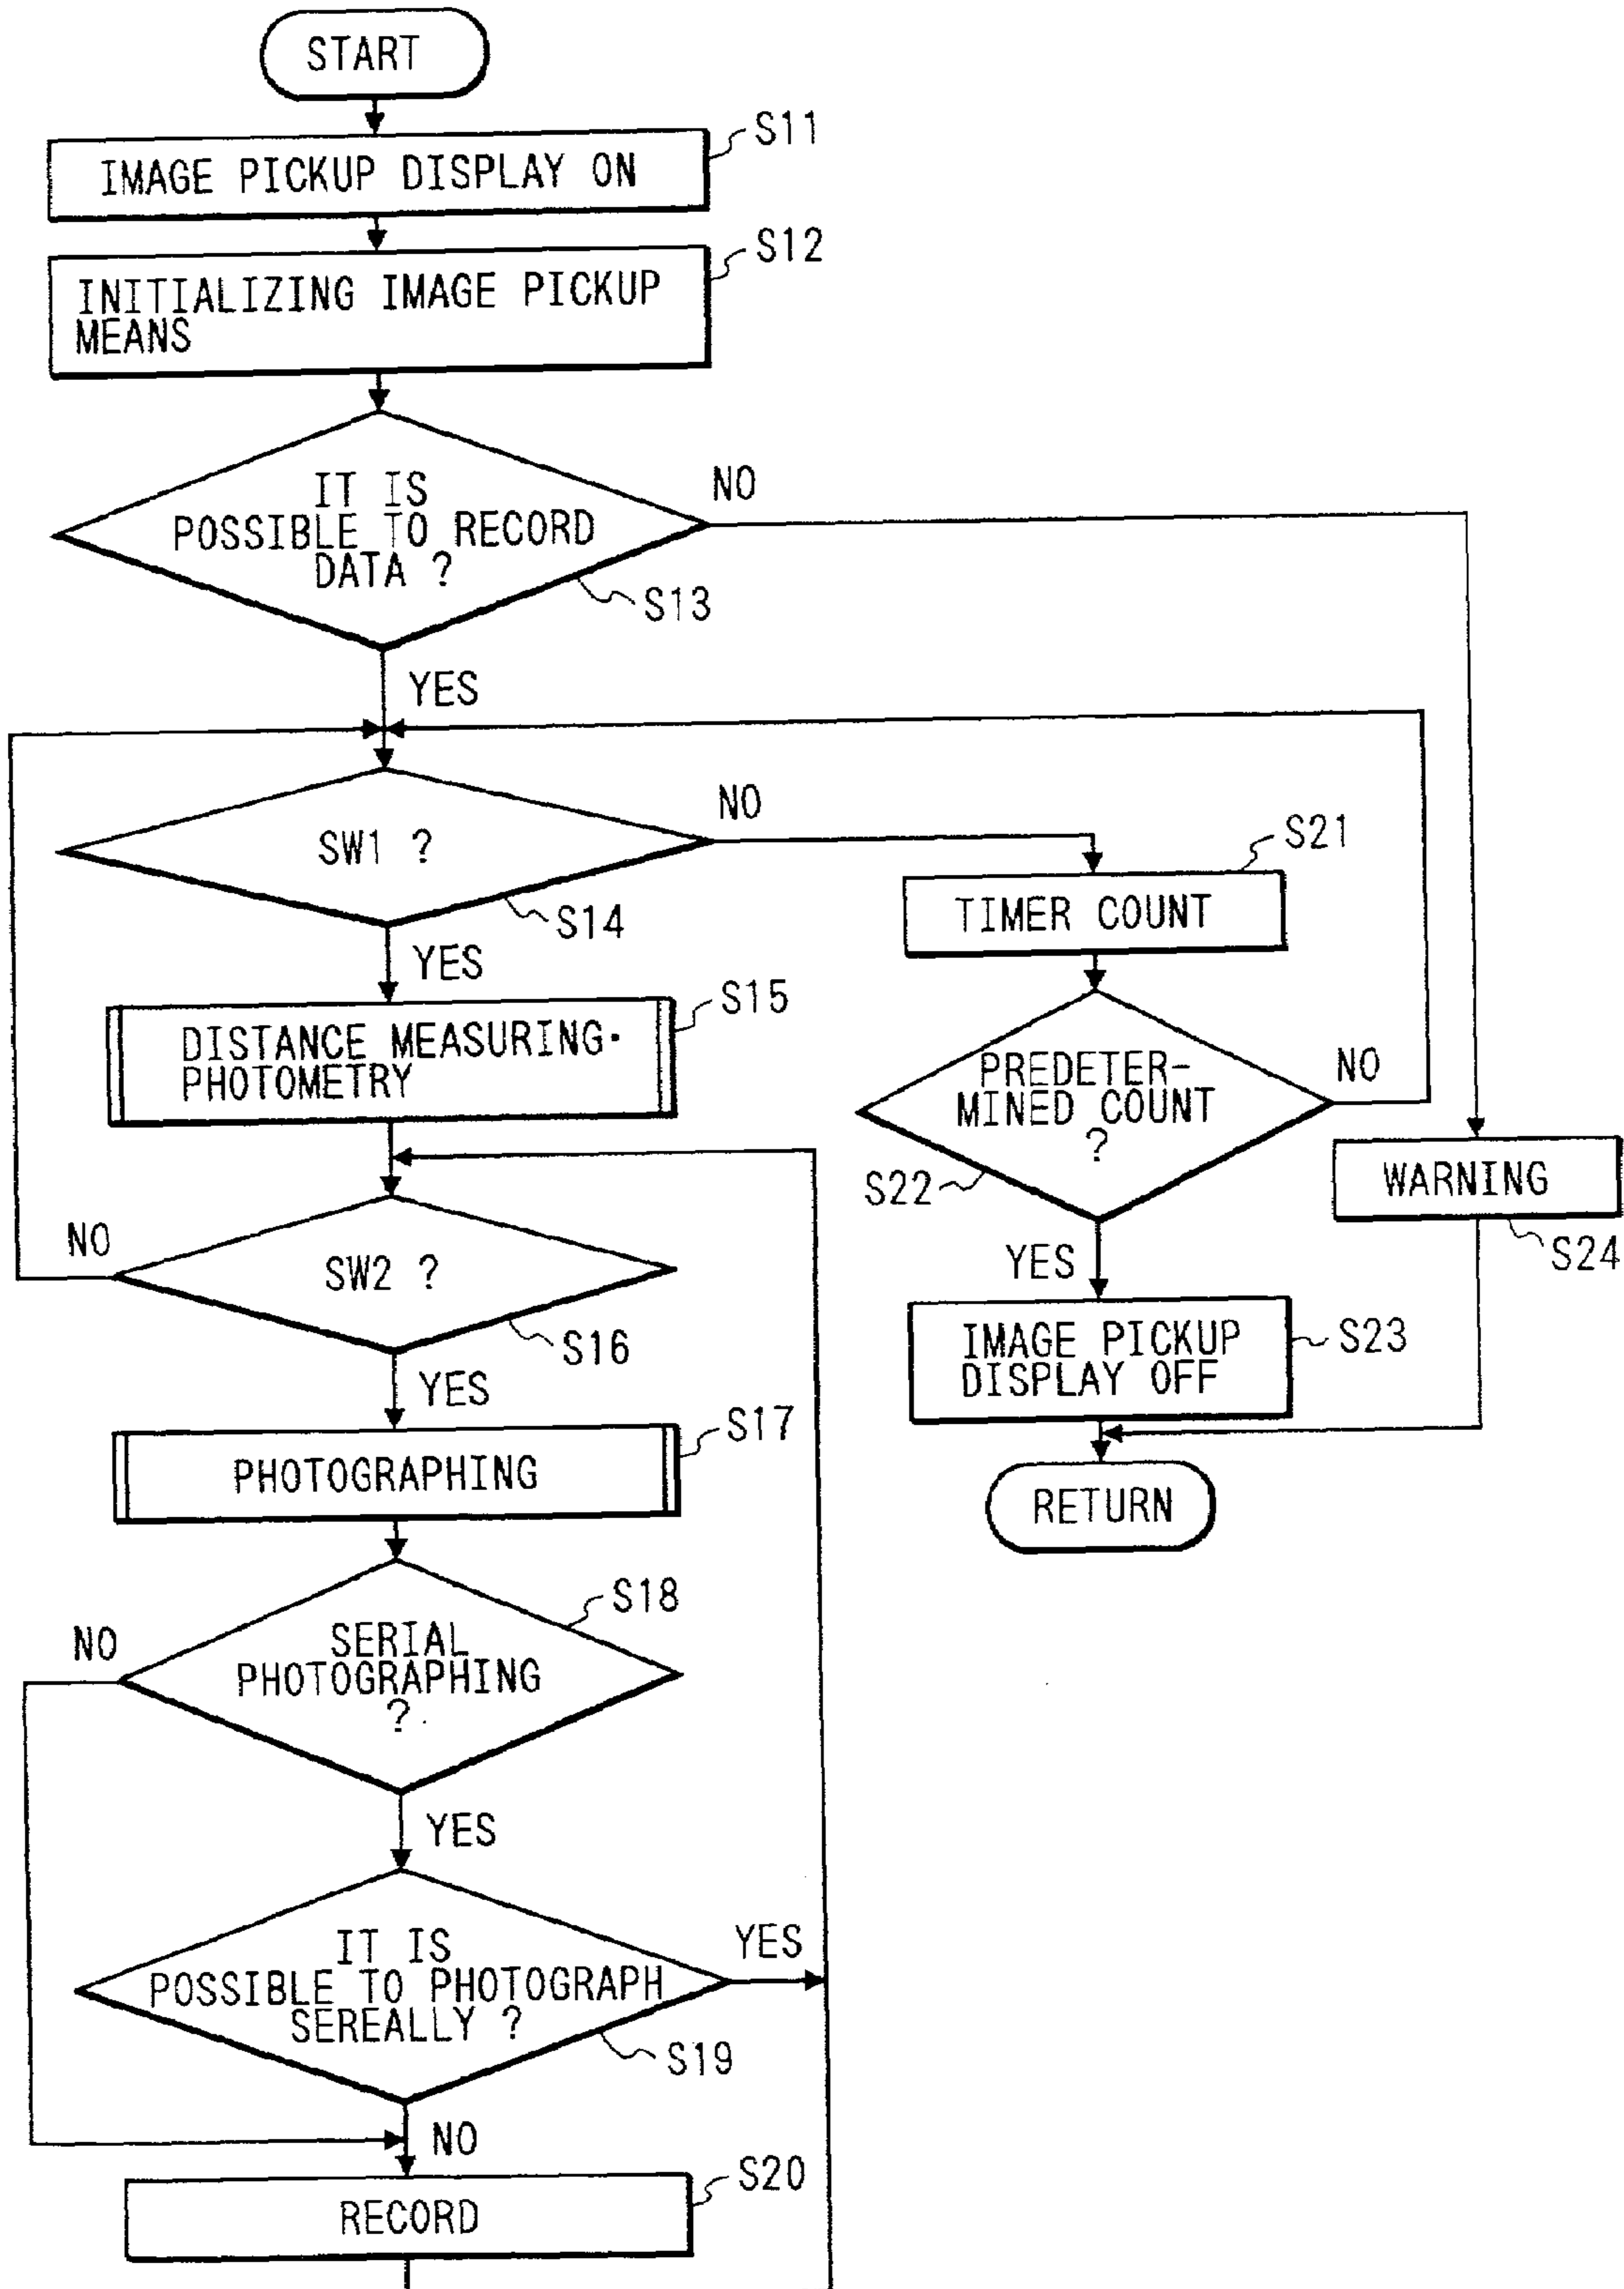 START
IMAGE PICKUP DISPLAY ON
S11
INITIALIZING IMAGE PICKUP
MEANS
S12
IT IS
POSSIBLE TO RECORD
DATA ?
S13
NO
YES
SW1 ?
S14
NO
YES
DISTANCE MEASURING·
PHOTOMETRY
S15
SW2 ?
S16
NO
YES
PHOTOGRAPHING
S17
SERIAL
PHOTOGRAPHING
?
S18
NO
YES
IT IS
POSSIBLE TO PHOTOGRAPH
SEREALLY ?
S19
YES
NO
RECORD
S20
TIMER COUNT
S21
PREDETER-
MINED COUNT
?
S22
NO
YES
IMAGE PICKUP
DISPLAY OFF
S23
WARNING
S24
RETURN